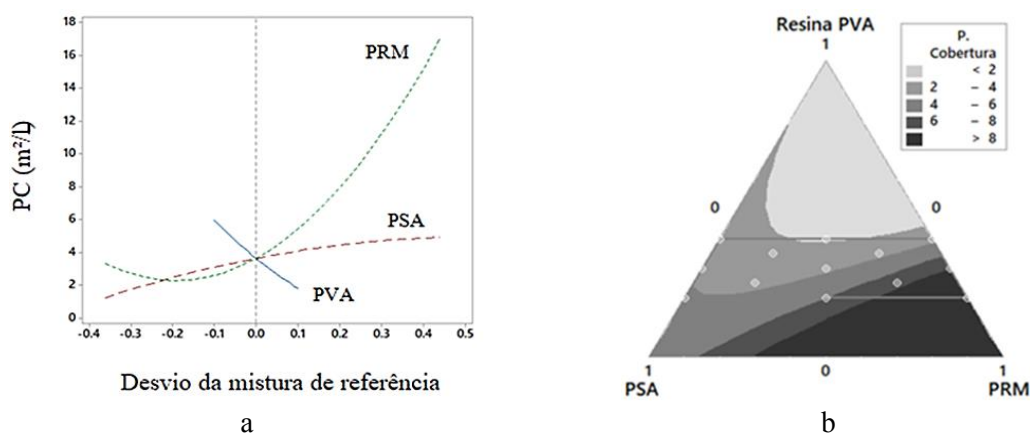 18
16
14
12
10
8
6
4
2
0
PC (m²/L)
PRM
PSA
PVA
-0.4 -0.3 -0.2 -0.1 0.0 0.1 0.2 0.3 0.4 0.5
Desvio da mistura de referência
a
Resina PVA
1
P.
Cobertura
< 2
2 – 4
4 – 6
6 – 8
> 8
0 0
1 0 1
PSA PRM
b